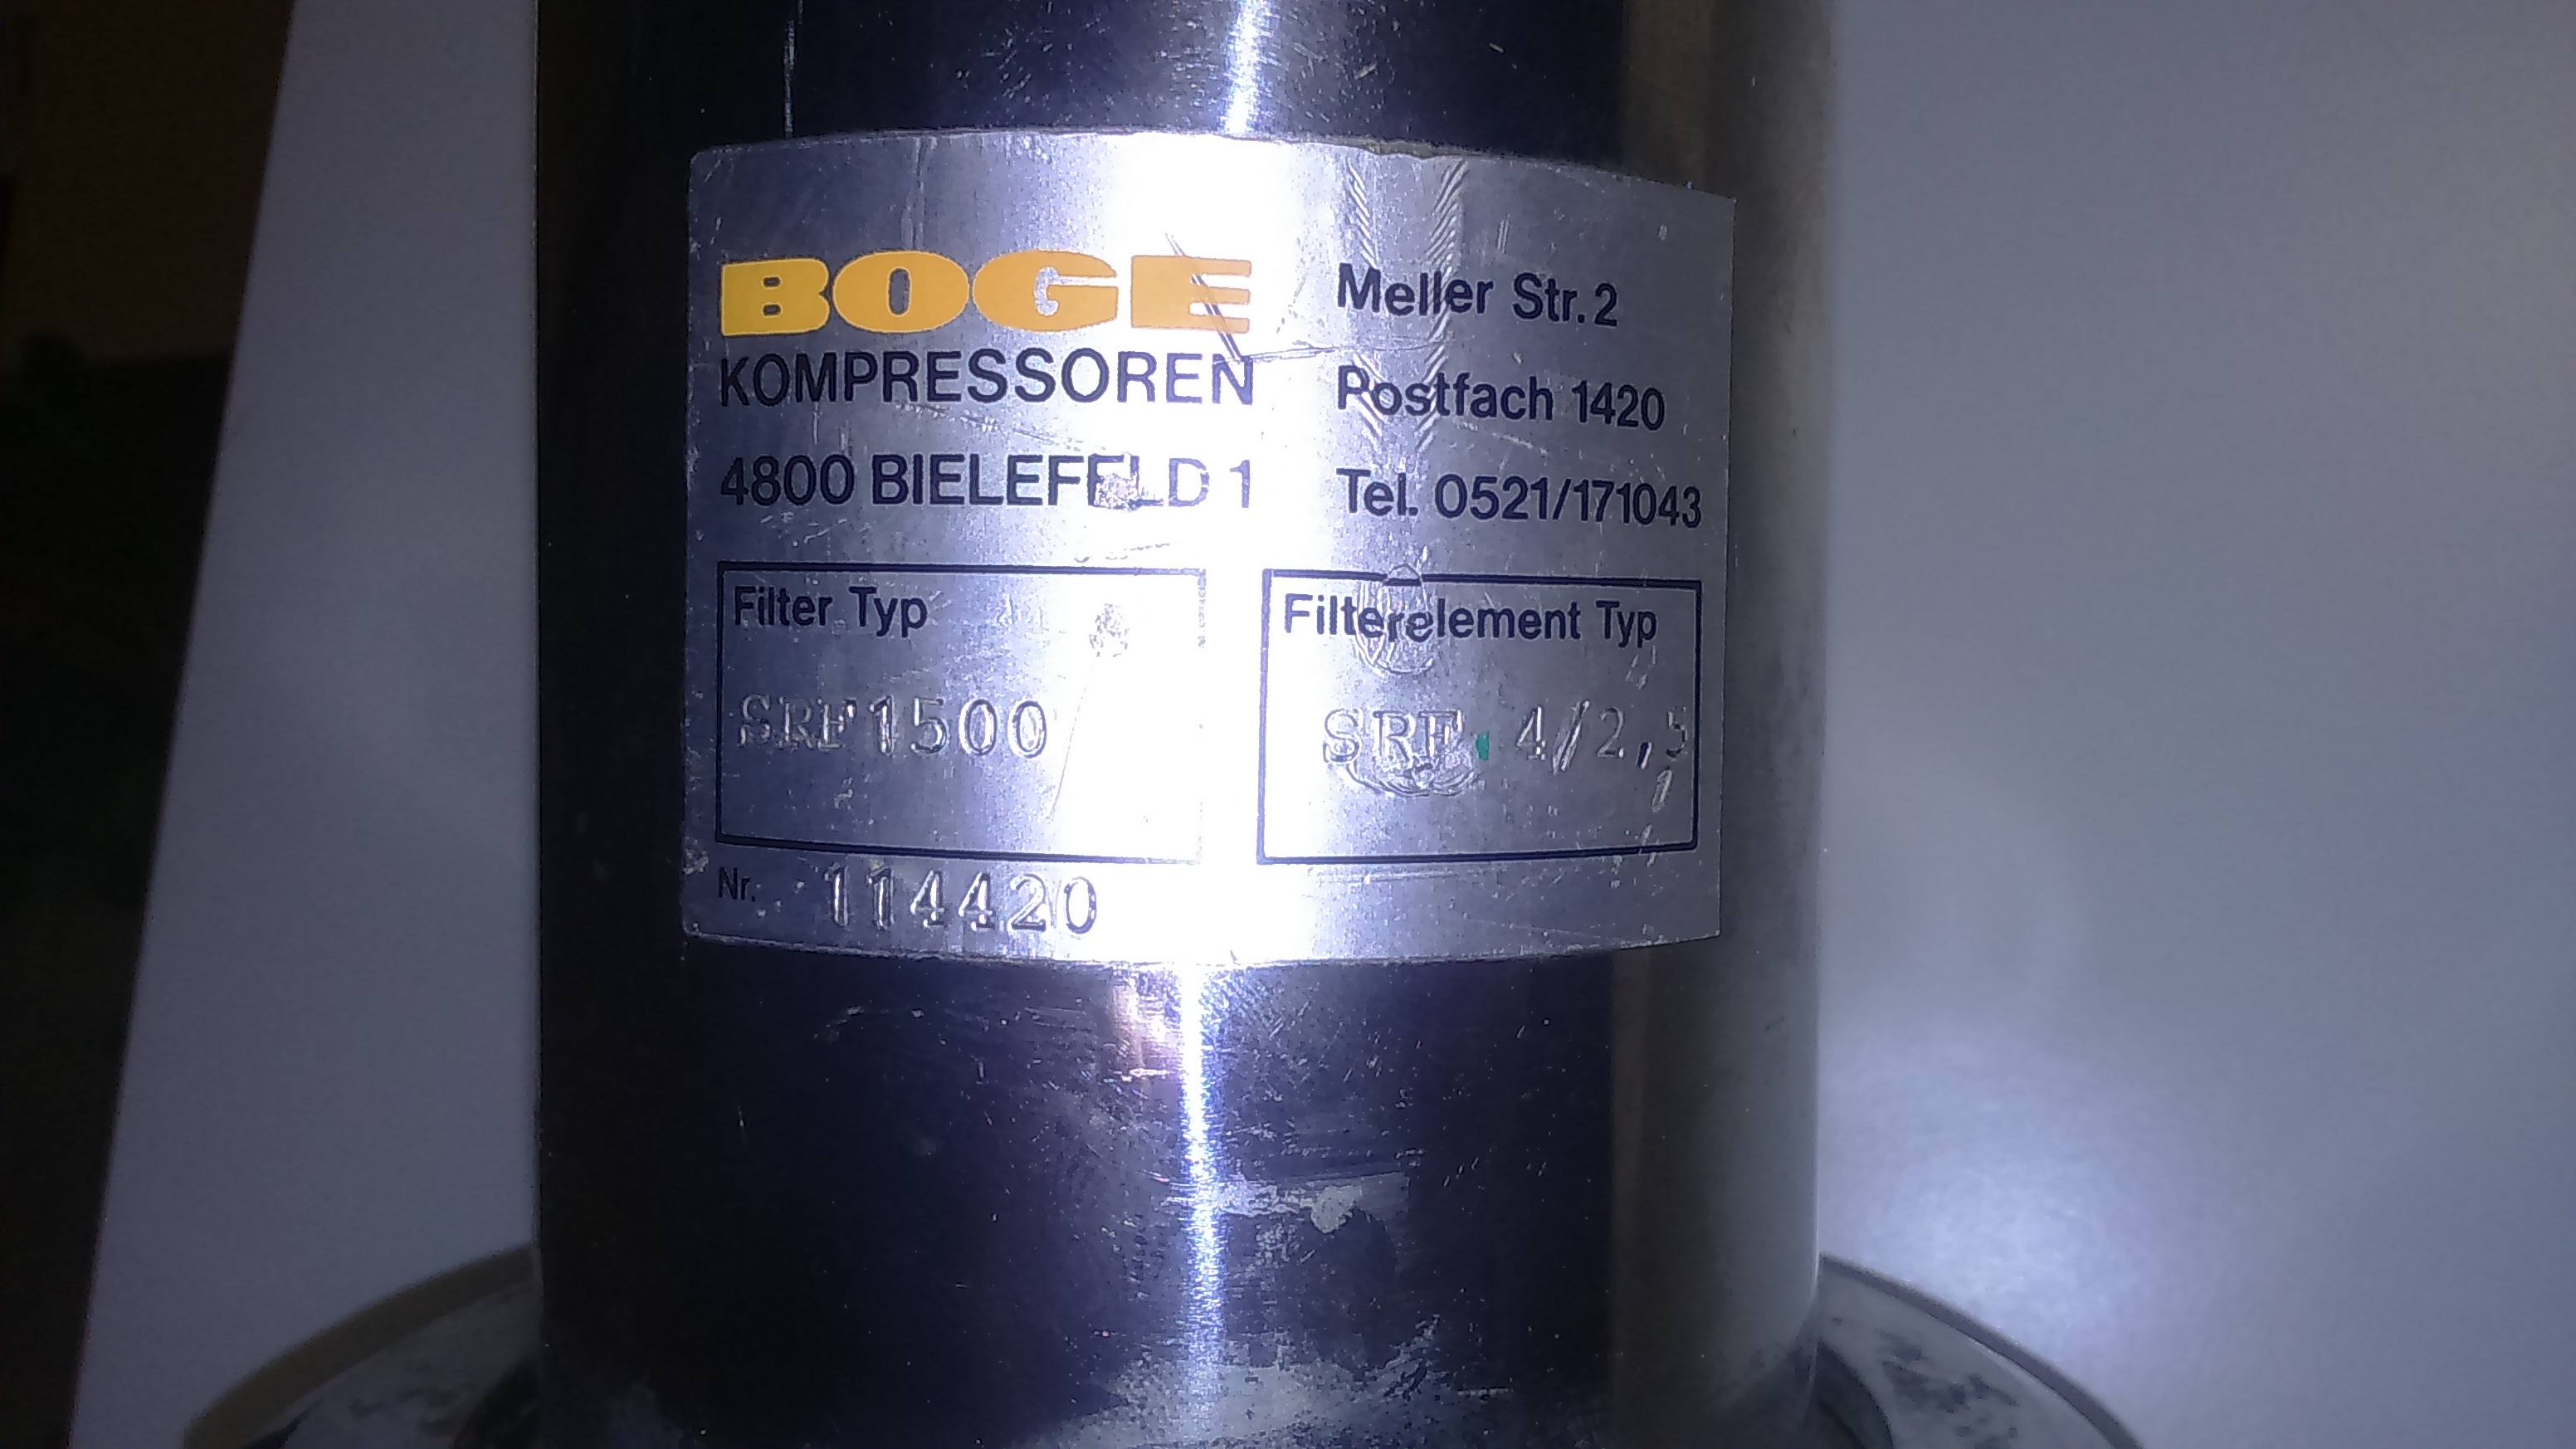 BOGE
KOMPRESSOREN
4800 BIELEFELD 1
Meller Str. 2
Postfach 1420
Tel. 0521/171043
Filter Typ
SRF1500
Filterelement Typ
SRF. 4/2,5
Nr. 114420